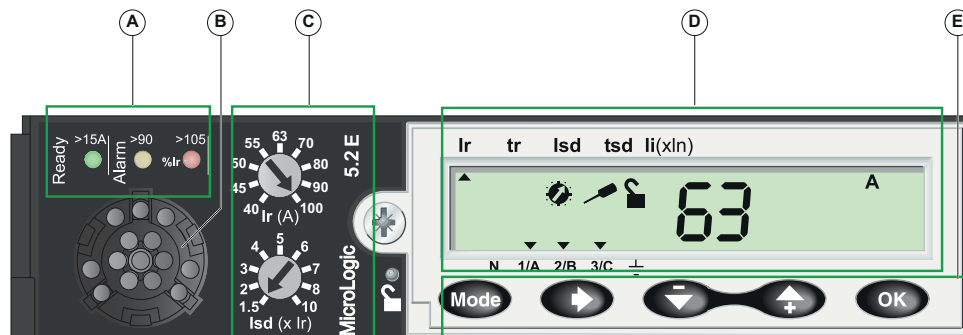 A B C D E
Ready >15A Alarm >90 %Ir >105
55 63 70
50 80
45 90
40 Ir (A) 100
5.2 E
4 5 6
3 7
2 8
1.5 10
Isd (x Ir)
MicroLogic
Ir tr Isd tsd Ii(xIn)
A
63
N 1/A 2/B 3/C
Mode
OK